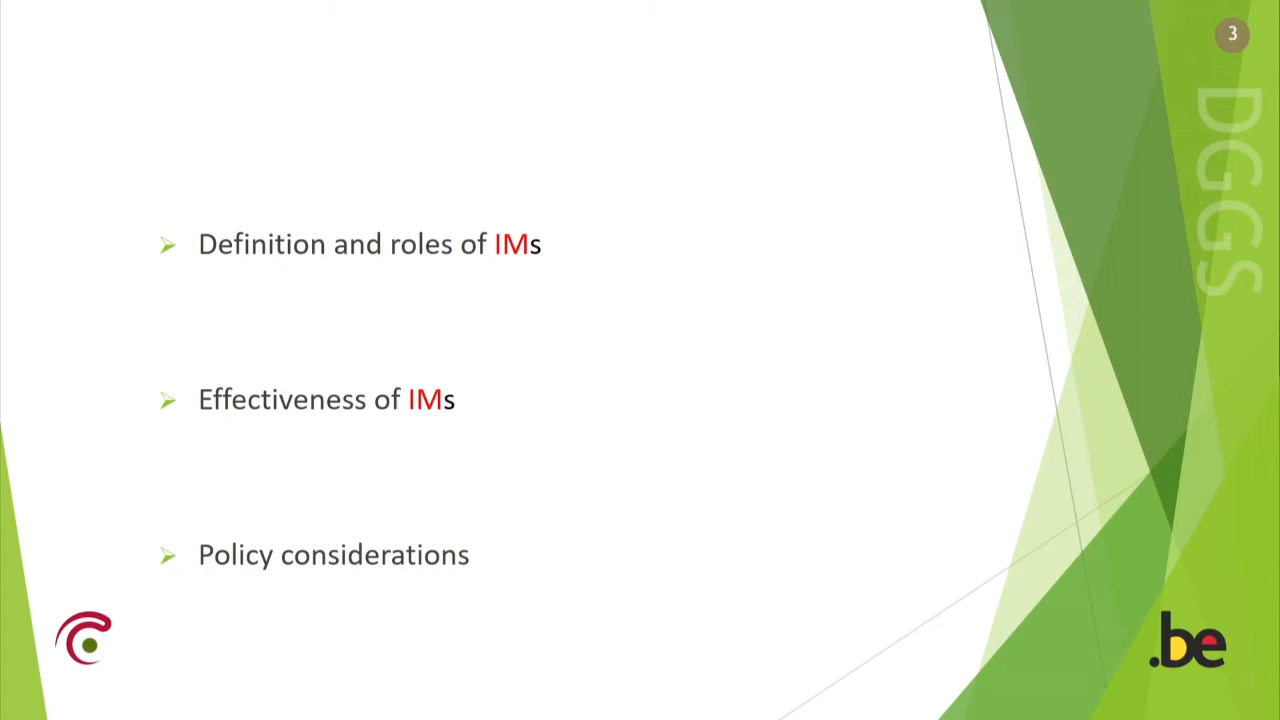 3
DGGS
Definition and roles of IMs
Effectiveness of IMs
Policy considerations
.be